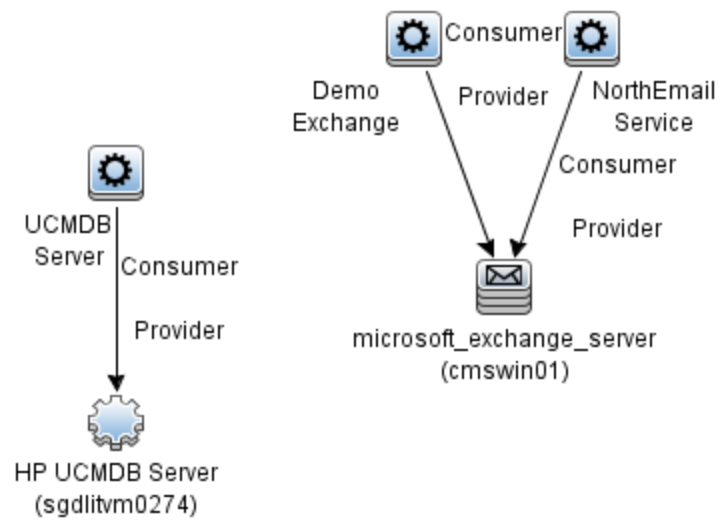 Consumer
Demo
Exchange
Provider
NorthEmail
Service
Consumer
Provider
microsoft_exchange_server
(cmswin01)
UCMDB
Server
Consumer
Provider
HP UCMDB Server
(sgdlitvm0274)